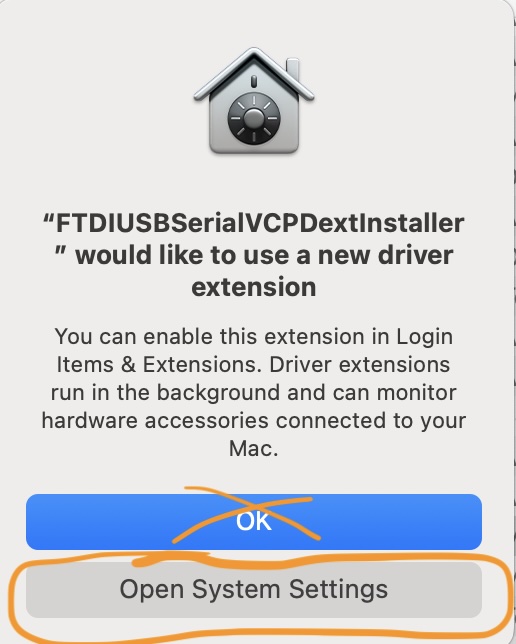 “FTDIUSBSerialVCPDextInstaller
” would like to use a new driver
extension
You can enable this extension in Login
Items & Extensions. Driver extensions
run in the background and can monitor
hardware accessories connected to your
Mac.
OK
Open System Settings